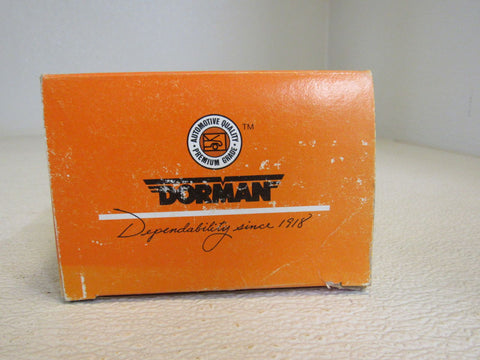 AUTOMOTIVE QUALITY
PREMIUM GRADE
TM
DORMAN
Dependability since 1918